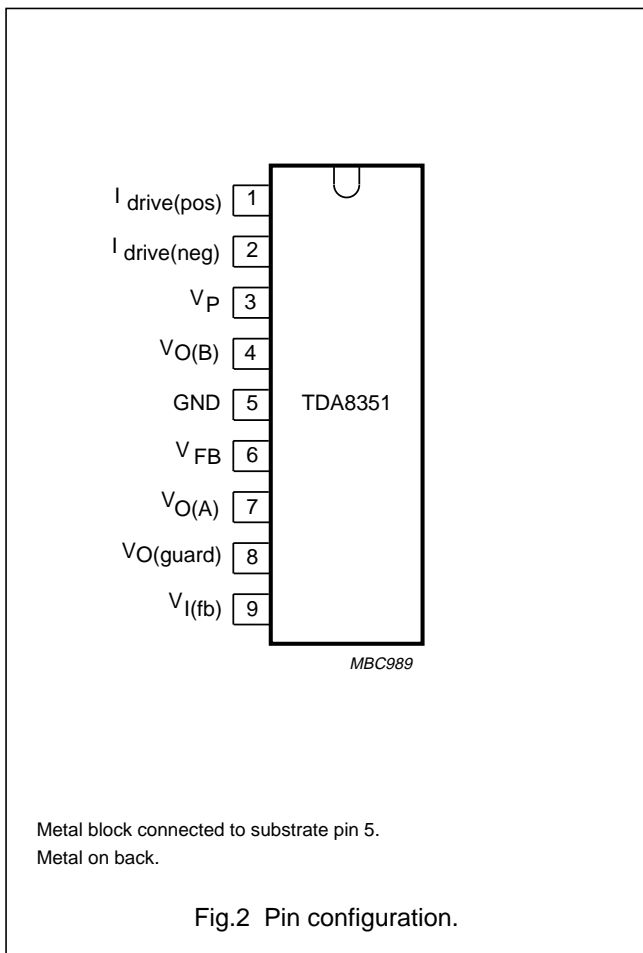 I drive(pos) 1
I drive(neg) 2
VP 3
VO(B) 4
GND 5 TDA8351
VFB 6
VO(A) 7
VO(guard) 8
VI(fb) 9
MBC989
Metal block connected to substrate pin 5.
Metal on back.
Fig.2 Pin configuration.